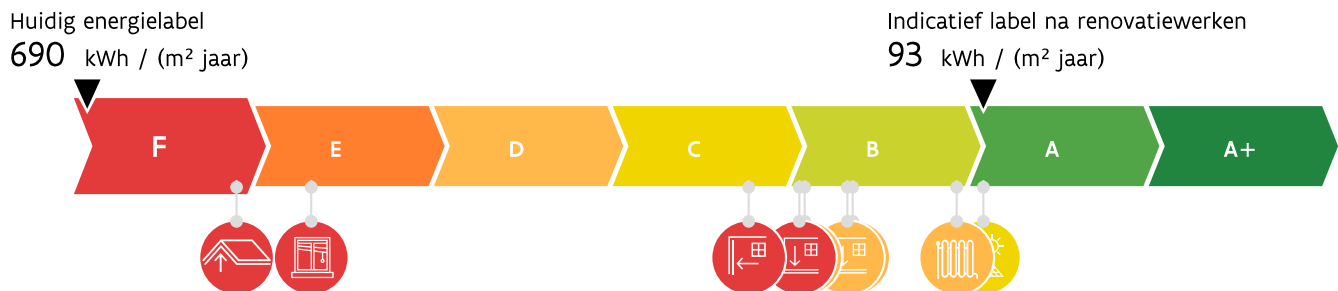 Huidig energielabel
690 kWh / (m² jaar)
Indicatief label na renovatiewerken
93 kWh / (m² jaar)
F E D C B A A+